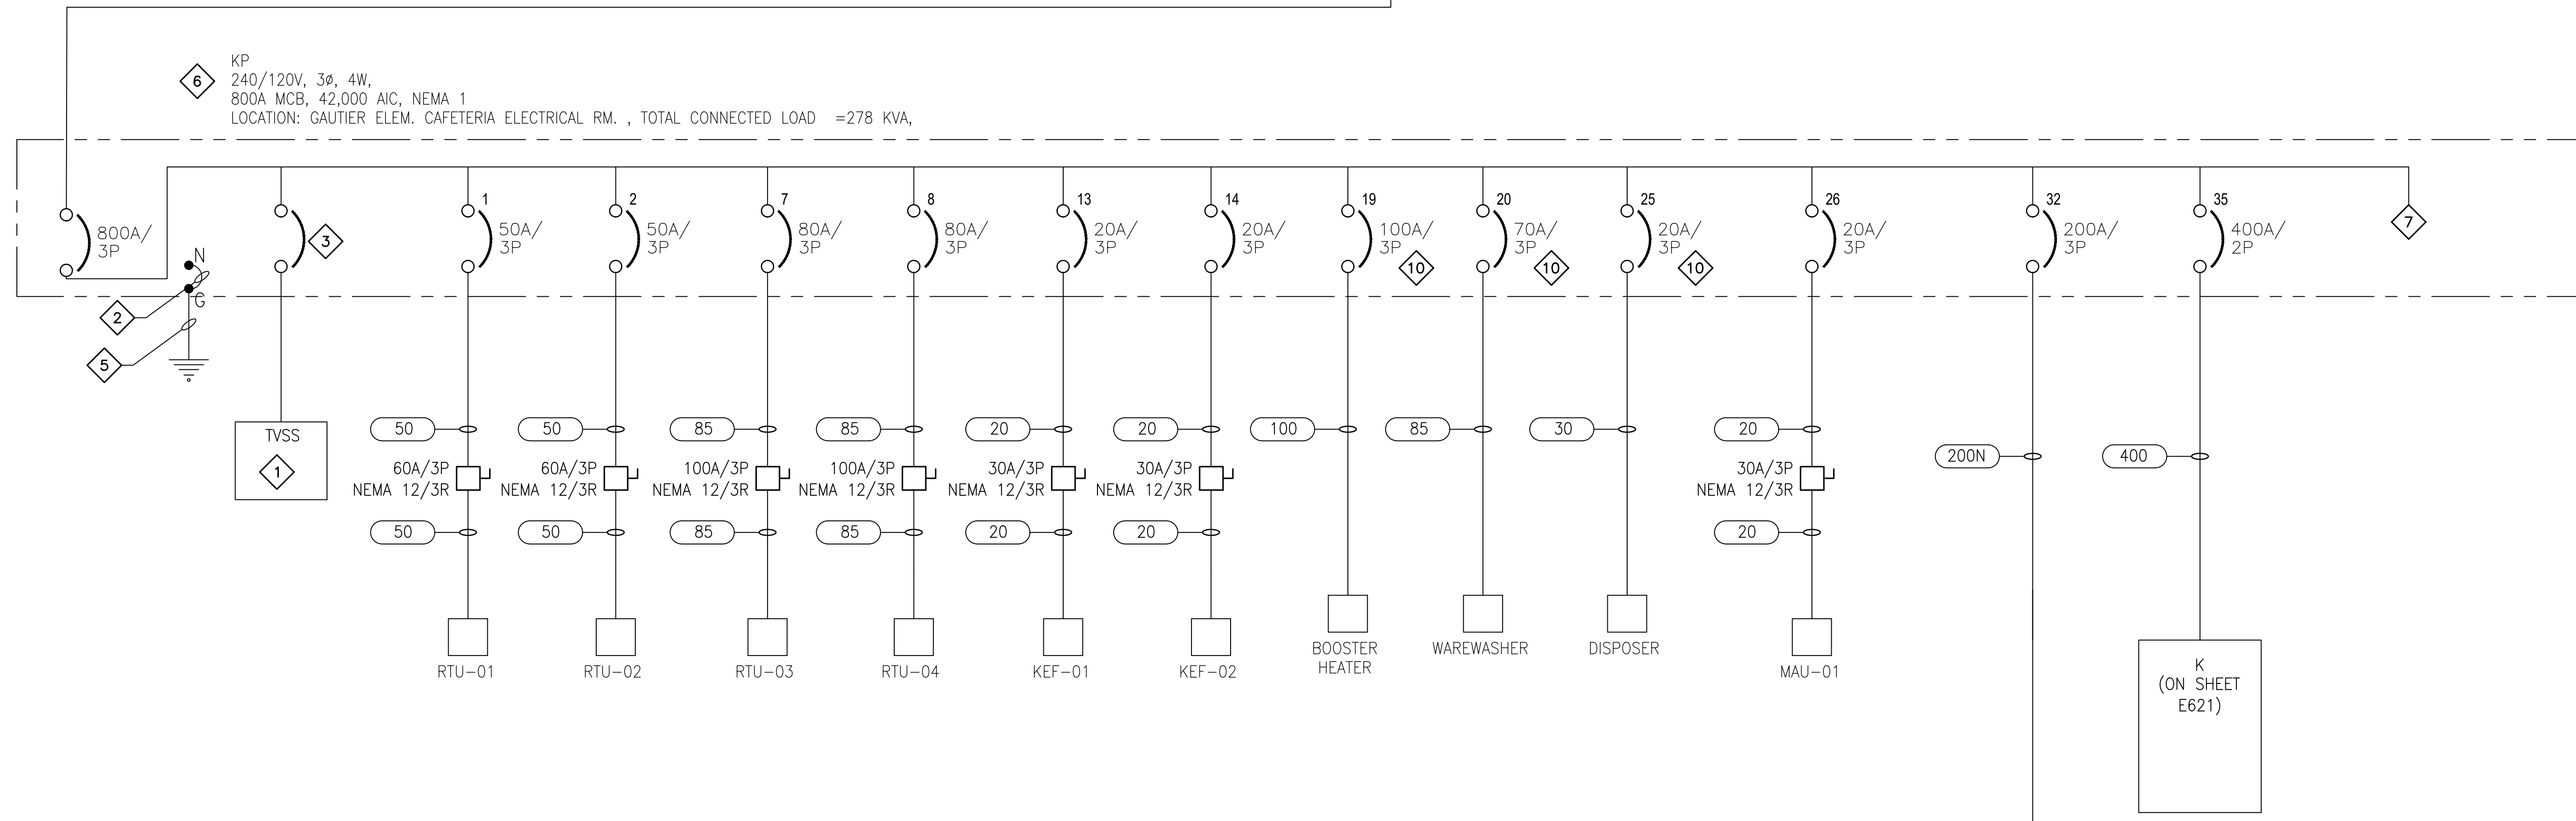 6
KP
240/120V, 3ø, 4W,
800A MCB, 42,000 AIC, NEMA 1
LOCATION: GAUTIER ELEM. CAFETERIA ELECTRICAL RM. , TOTAL CONNECTED LOAD =278 KVA,
800A/
3P
N
G
2
5
3
TVSS
1
1
50A/
3P
50
60A/3P
NEMA 12/3R
50
RTU-01
2
50A/
3P
50
60A/3P
NEMA 12/3R
50
RTU-02
7
80A/
3P
85
100A/3P
NEMA 12/3R
85
RTU-03
8
80A/
3P
85
100A/3P
NEMA 12/3R
85
RTU-04
13
20A/
3P
20
30A/3P
NEMA 12/3R
20
KEF-01
14
20A/
3P
20
30A/3P
NEMA 12/3R
20
KEF-02
19
100A/
3P
10
100
BOOSTER
HEATER
20
70A/
3P
10
85
WAREWASHER
25
20A/
3P
10
30
DISPOSER
26
20A/
3P
20
30A/3P
NEMA 12/3R
20
MAU-01
32
200A/
3P
200N
35
400A/
2P
400
K
(ON SHEET
E621)
7